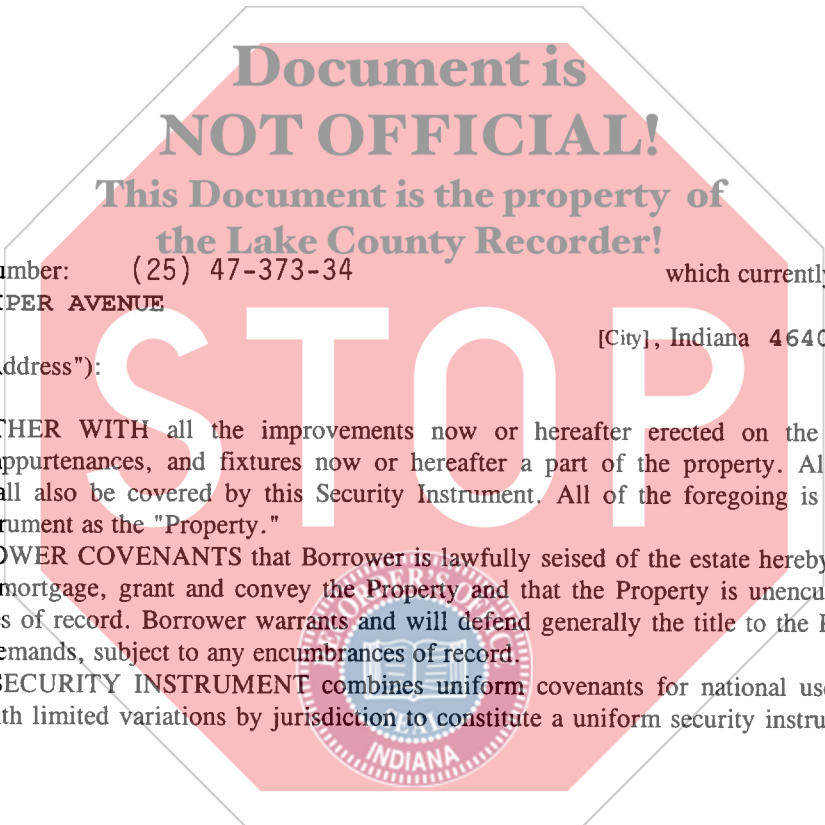 Document is
NOT OFFICIAL!
This Document is the property of
the Lake County Recorder!
umber: (25) 47-373-34 which currently
PER AVENUE
[City], Indiana 4640
ddress"):
STOP
THER WITH all the improvements now or hereafter erected on the
appurtenances, and fixtures now or hereafter a part of the property. Al
all also be covered by this Security Instrument. All of the foregoing is
rument as the "Property."
OWER COVENANTS that Borrower is lawfully seised of the estate hereby
mortgage, grant and convey the Property and that the Property is unencu
s of record. Borrower warrants and will defend generally the title to the
emands, subject to any encumbrances of record.
SECURITY INSTRUMENT combines uniform covenants for national us
th limited variations by jurisdiction to constitute a uniform security instru
RECORDER'S OFFIC
SEAL
INDIANA